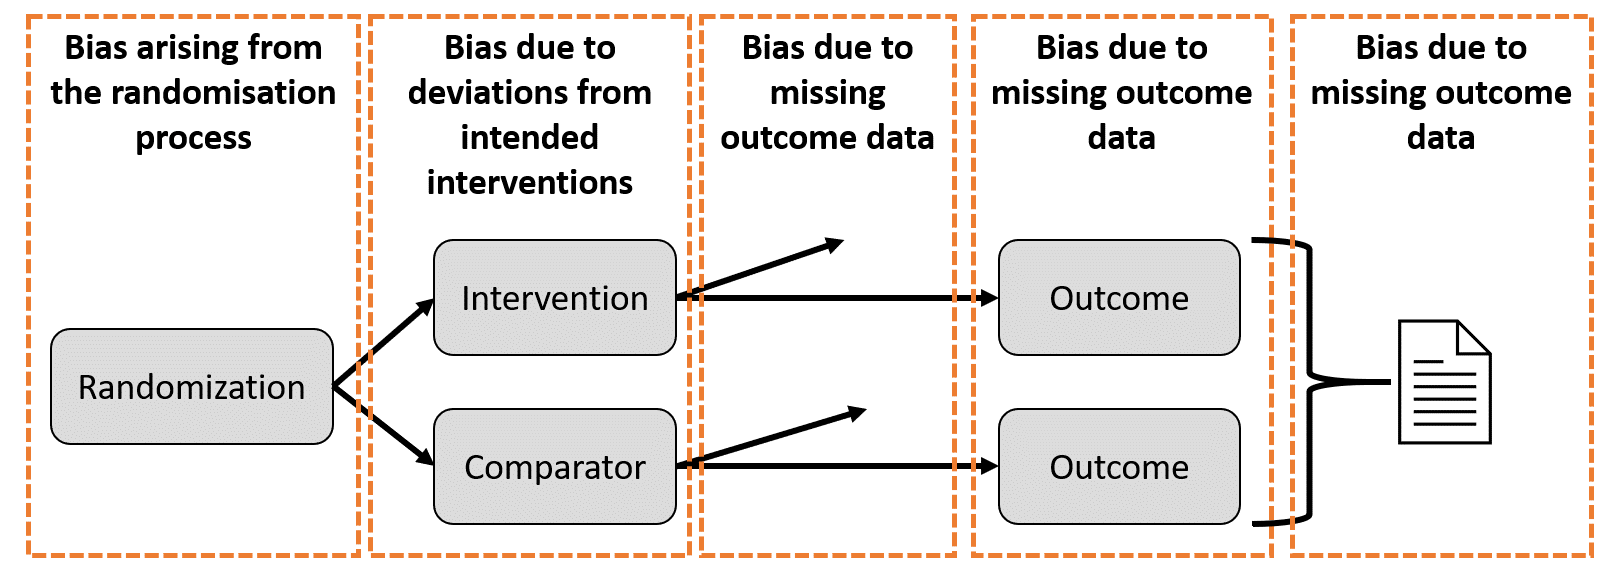 Bias arising from
the randomisation
process
Bias due to
deviations from
intended
interventions
Bias due to
missing
outcome data
Bias due to
missing outcome
data
Bias due to
missing outcome
data
Randomization
Intervention
Comparator
Outcome
Outcome